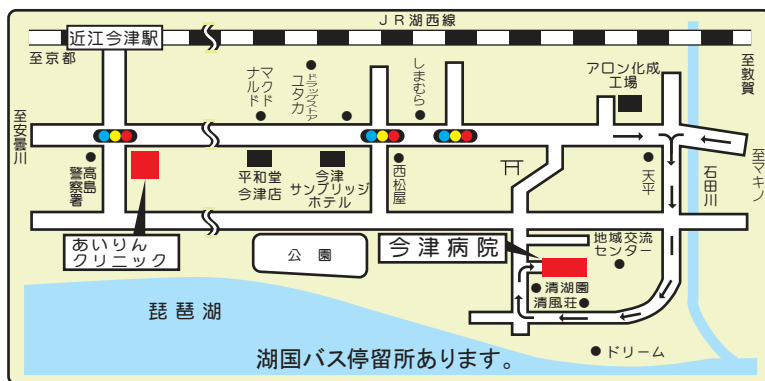 JR湖西線
近江今津駅
至京都
至敦賀
マクド
ナルド
ドラッグストア
ユタカ
しまむら
アロン化成
工場
至安曇川
至マキノ
高島
警察署
平和堂
今津店
今津
サンブリッジ
ホテル
西松屋
天平
石田川
あいりん
クリニック
公園
今津病院
地域交流
センター
清湖園
清風荘
琵琶湖
ドリーム
湖国バス停留所あります。